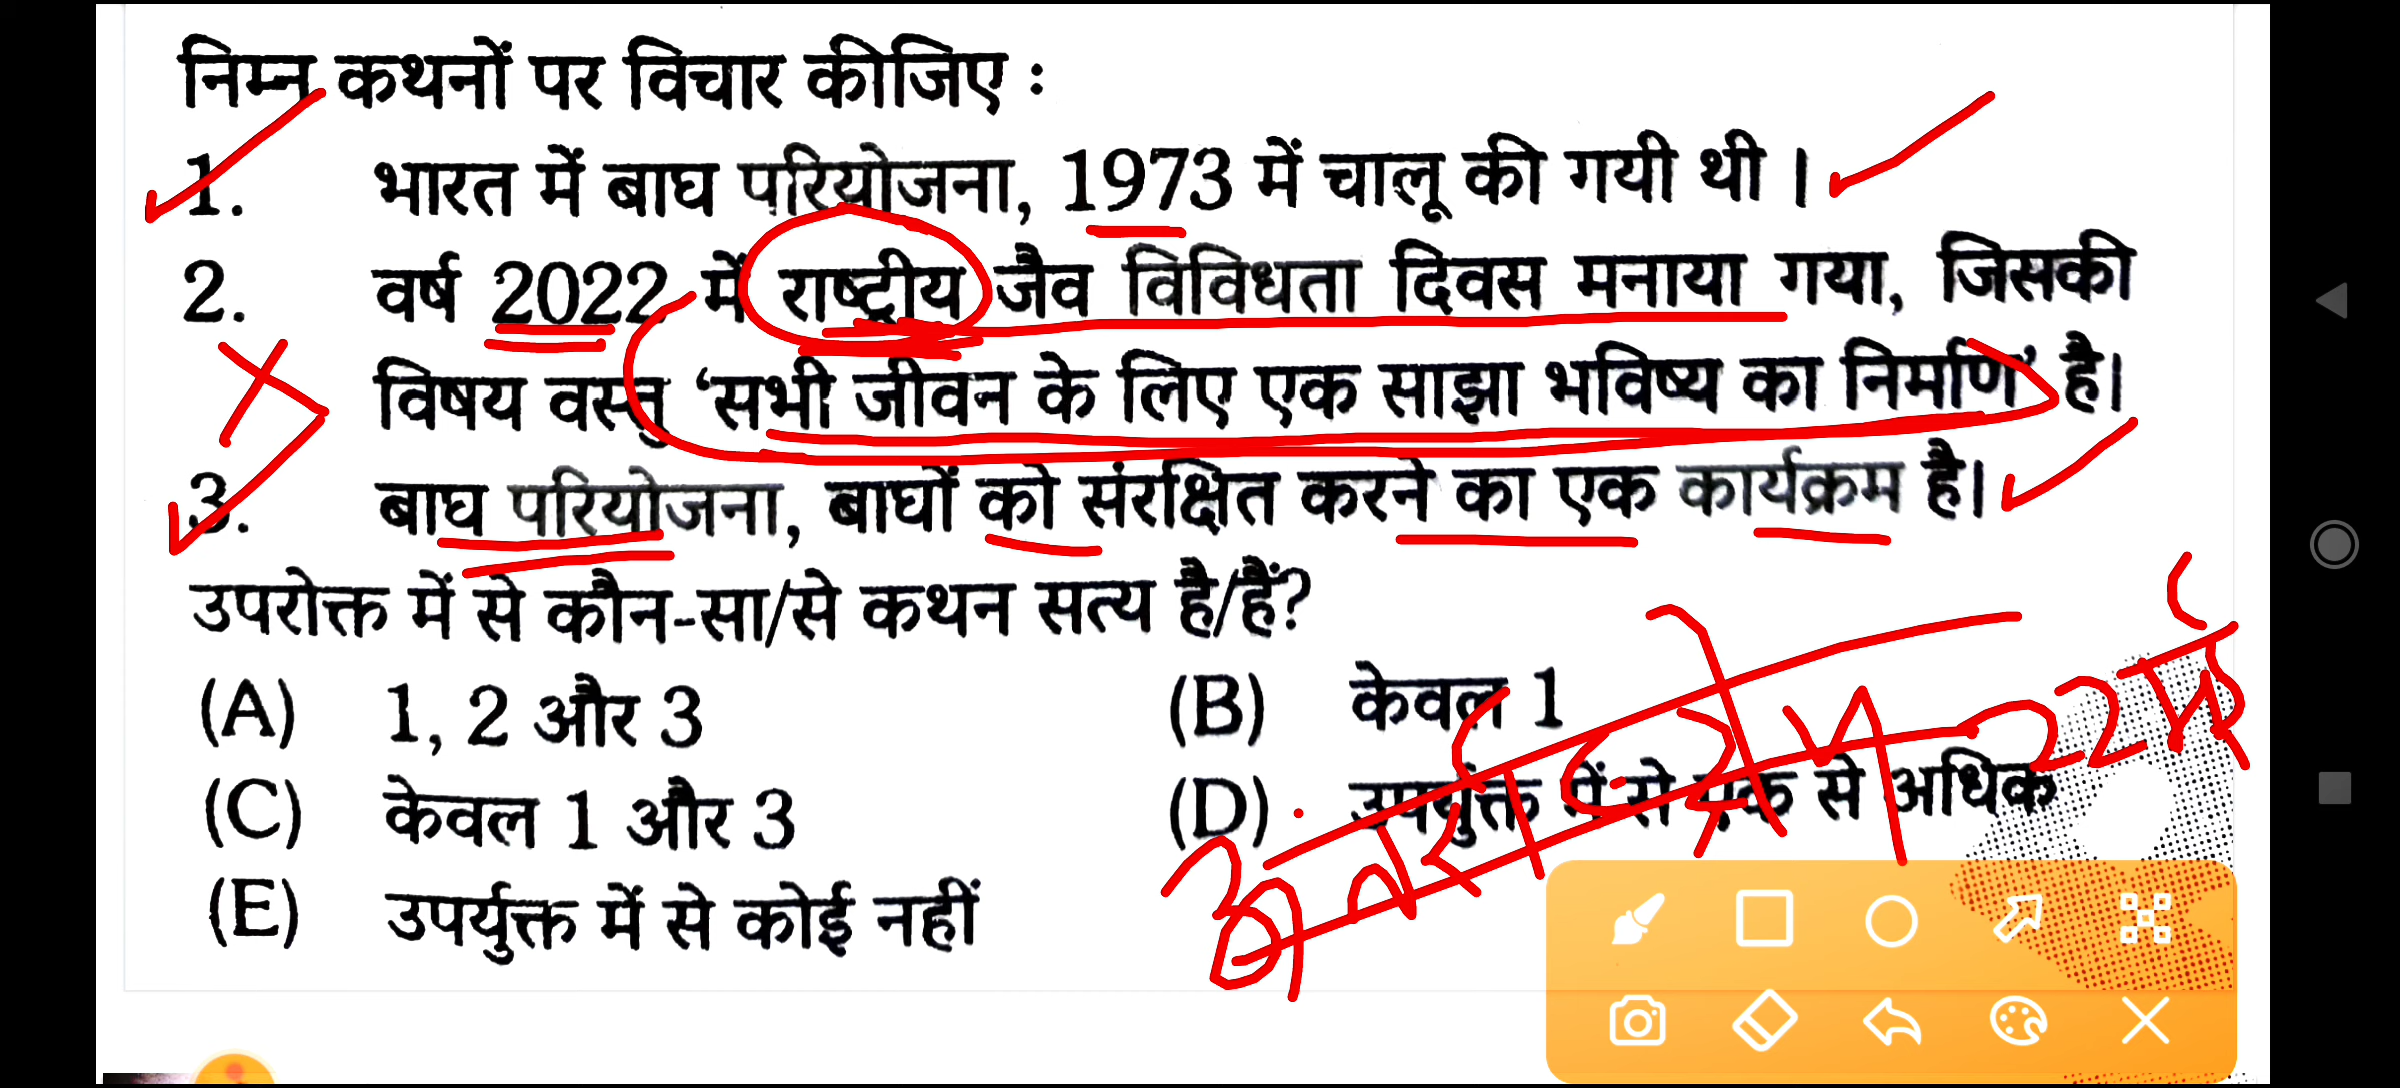 निम्न कथनों पर विचार कीजिए :
1. भारत में बाघ परियोजना, 1973 में चालू की गयी थी।
2. वर्ष 2022 में राष्ट्रीय जैव विविधता दिवस मनाया गया, जिसकी
विषय वस्तु ‘सभी जीवन के लिए एक साझा भविष्य का निर्माण’ है।
3. बाघ परियोजना, बाघों को संरक्षित करने का एक कार्यक्रम है।
उपरोक्त में से कौन-सा/से कथन सत्य है/हैं?
(A) 1, 2 और 3
(B) केवल 1
(C) केवल 1 और 3
(D) उपर्युक्त में से एक से अधिक
(E) उपर्युक्त में से कोई नहीं